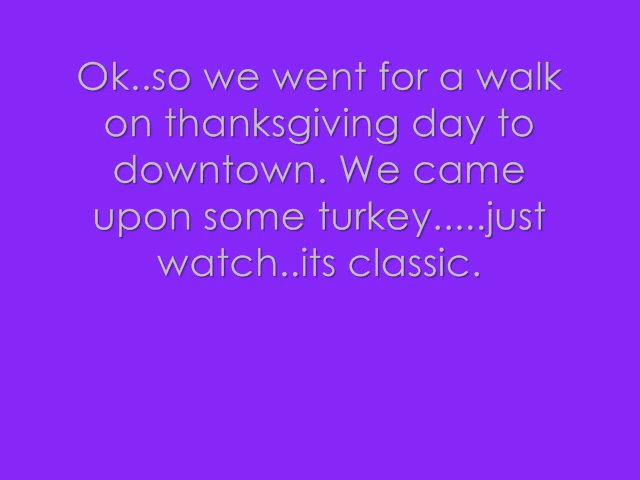 Ok..so we went for a walk
on thanksgiving day to
downtown. We came
upon some turkey.....just
watch..its classic.